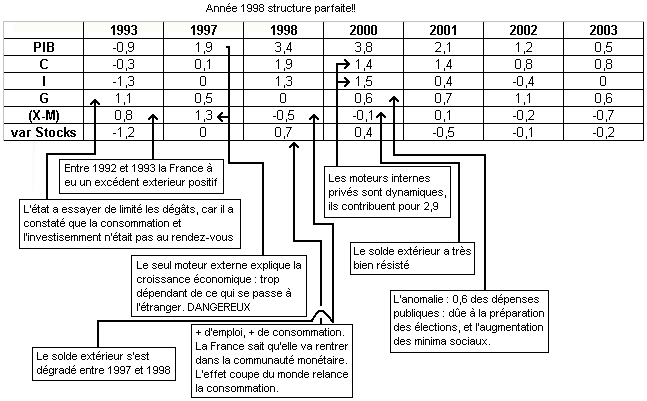 Année 1998 structure parfaite!!
1993 1997 1998 2000 2001 2002 2003
PIB -0,9 1,9 3,4 3,8 2,1 1,2 0,5
C -0,3 0,1 1,9 1,4 1,4 0,8 0,8
I -1,3 0 1,3 1,5 0,4 -0,4 0
G 1,1 0,5 0 0,6 0,7 1,1 0,6
(X-M) 0,8 1,3 -0,5 -0,1 0,1 -0,2 -0,7
var Stocks -1,2 0 0,7 0,4 -0,5 -0,1 -0,2
Entre 1992 et 1993 la France à
eu un excédent exterieur positif
L'état a essayer de limité les dégâts, car il a
constaté que la consommation et
l'investisemment n'était pas au rendez-vous
Les moteurs internes
privés sont dynamiques,
ils contribuent pour 2,9
Le seul moteur externe explique la
croissance économique : trop
dépendant de ce qui se passe à
l'étranger. DANGEREUX
Le solde extérieur a très
bien résisté
L'anomalie : 0,6 des dépenses
publiques : dûe à la préparation
des élections, et l'augmentation
des minima sociaux.
Le solde extérieur s'est
dégradé entre 1997 et 1998
+ d'emploi, + de consommation.
La France sait qu'elle va rentrer
dans la communauté monétaire.
L'effet coupe du monde relance
la consommation.